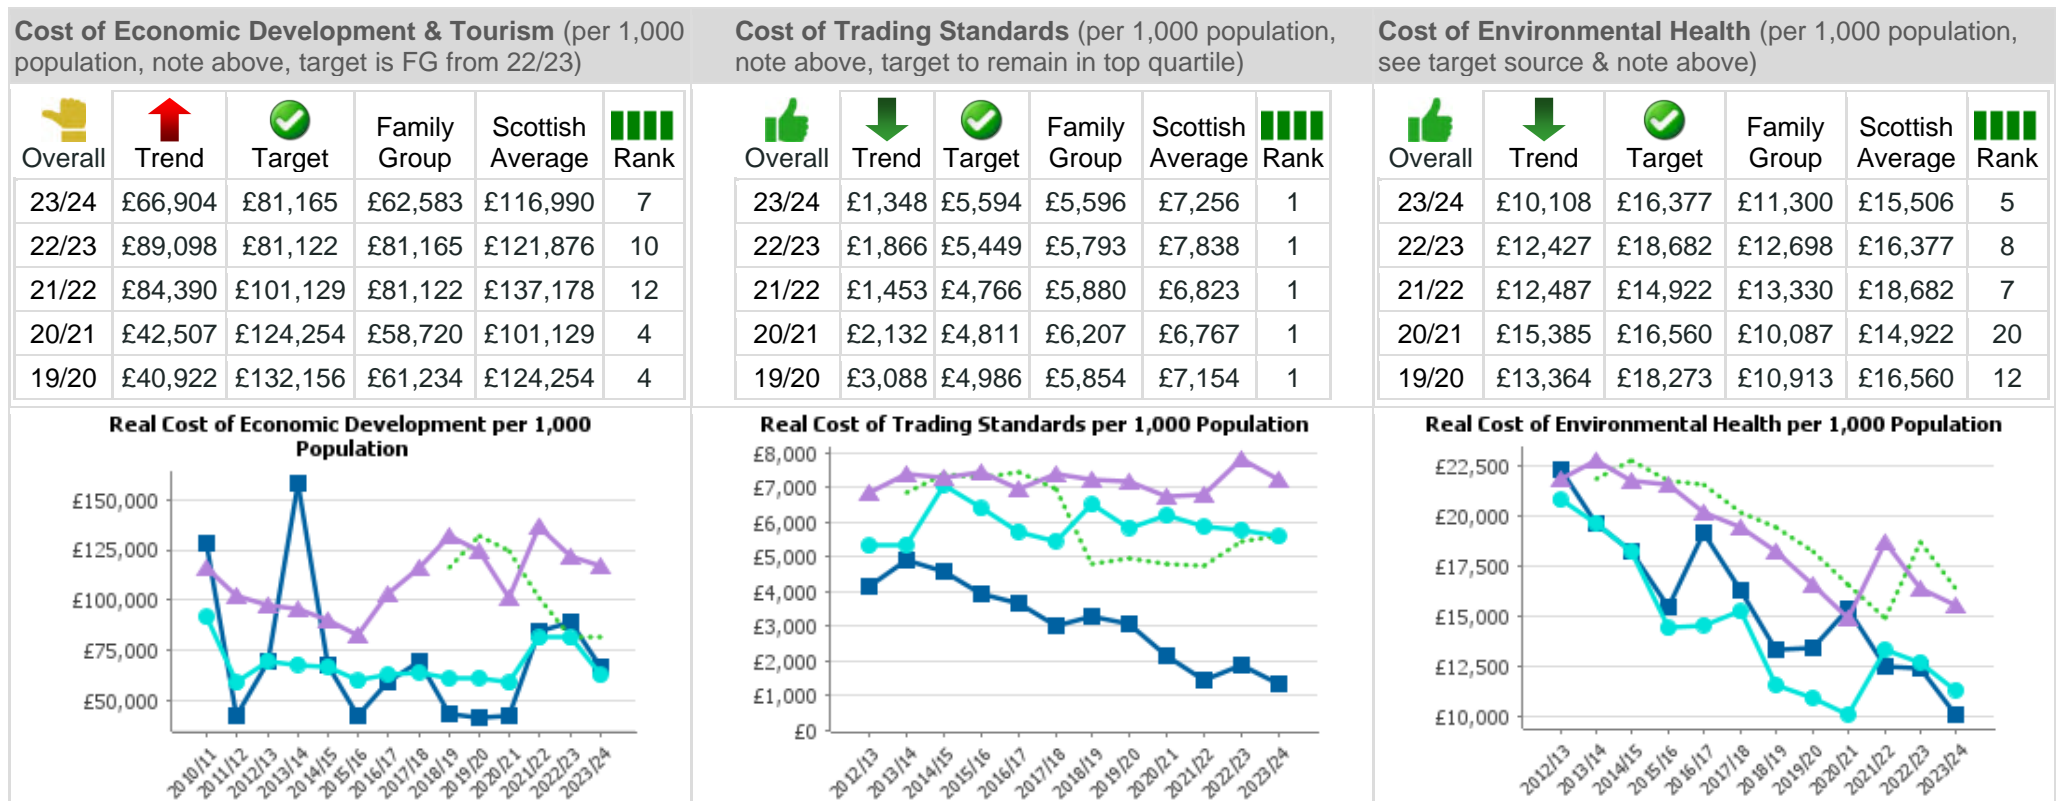 Cost of Economic Development & Tourism (per 1,000
population, note above, target is FG from 22/23)
Overall Trend Target Family Group Scottish Average Rank
23/24 £66,904 £81,165 £62,583 £116,990 7
22/23 £89,098 £81,122 £81,165 £121,876 10
21/22 £84,390 £101,129 £81,122 £137,178 12
20/21 £42,507 £124,254 £58,720 £101,129 4
19/20 £40,922 £132,156 £61,234 £124,254 4
Real Cost of Economic Development per 1,000
Population
£150,000
£125,000
£100,000
£75,000
£50,000
2010/11 2011/12 2012/13 2013/14 2014/15 2015/16 2016/17 2017/18 2018/19 2019/20 2020/21 2021/22 2022/23 2023/24
Cost of Trading Standards (per 1,000 population,
note above, target to remain in top quartile)
Overall Trend Target Family Group Scottish Average Rank
23/24 £1,348 £5,594 £5,596 £7,256 1
22/23 £1,866 £5,449 £5,793 £7,838 1
21/22 £1,453 £4,766 £5,880 £6,823 1
20/21 £2,132 £4,811 £6,207 £6,767 1
19/20 £3,088 £4,986 £5,854 £7,154 1
Real Cost of Trading Standards per 1,000 Population
£8,000
£7,000
£6,000
£5,000
£4,000
£3,000
£2,000
£1,000
£0
2012/13 2013/14 2014/15 2015/16 2016/17 2017/18 2018/19 2019/20 2020/21 2021/22 2022/23 2023/24
Cost of Environmental Health (per 1,000 population,
see target source & note above)
Overall Trend Target Family Group Scottish Average Rank
23/24 £10,108 £16,377 £11,300 £15,506 5
22/23 £12,427 £18,682 £12,698 £16,377 8
21/22 £12,487 £14,922 £13,330 £18,682 7
20/21 £15,385 £16,560 £10,087 £14,922 20
19/20 £13,364 £18,273 £10,913 £16,560 12
Real Cost of Environmental Health per 1,000 Population
£22,500
£20,000
£17,500
£15,000
£12,500
£10,000
2012/13 2013/14 2014/15 2015/16 2016/17 2017/18 2018/19 2019/20 2020/21 2021/22 2022/23 2023/24